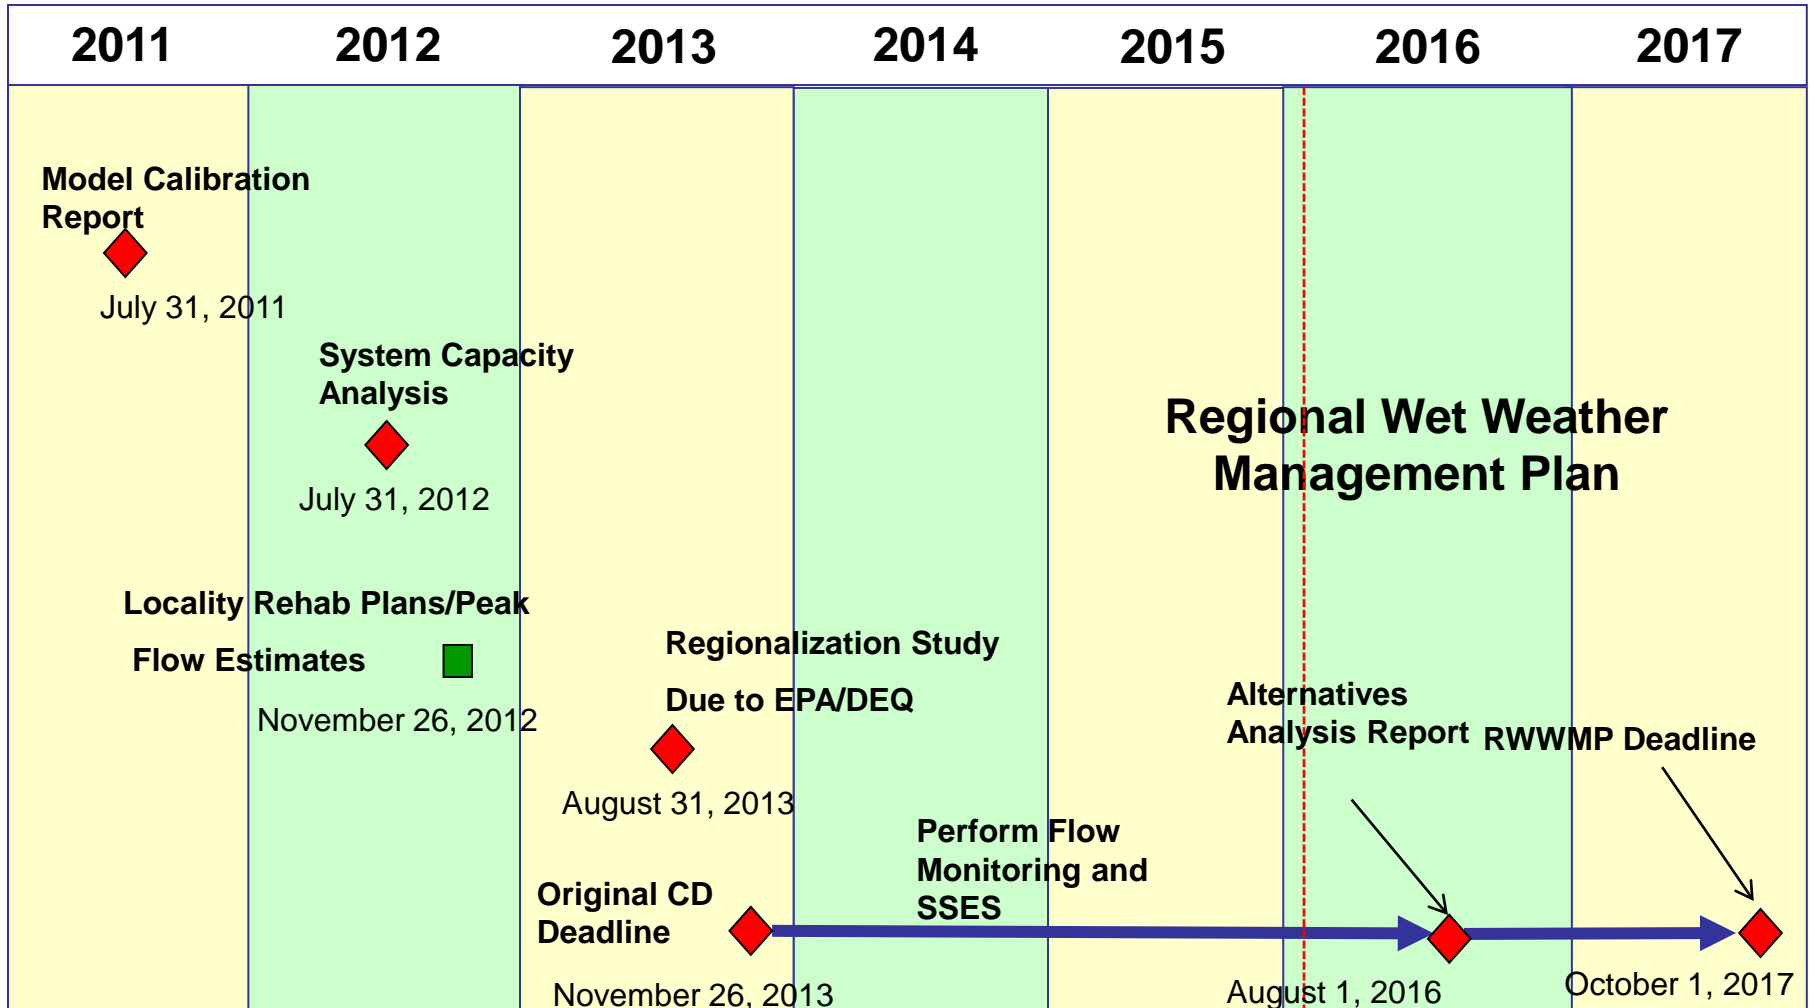 2011 2012 2013 2014 2015 2016 2017
Model Calibration
Report
July 31, 2011
System Capacity
Analysis
July 31, 2012
Regional Wet Weather
Management Plan
Locality Rehab Plans/Peak
Flow Estimates
November 26, 2012
Regionalization Study
Due to EPA/DEQ
August 31, 2013
Alternatives
Analysis Report
RWWMP Deadline
Perform Flow
Monitoring and
SSES
Original CD
Deadline
November 26, 2013
August 1, 2016
October 1, 2017